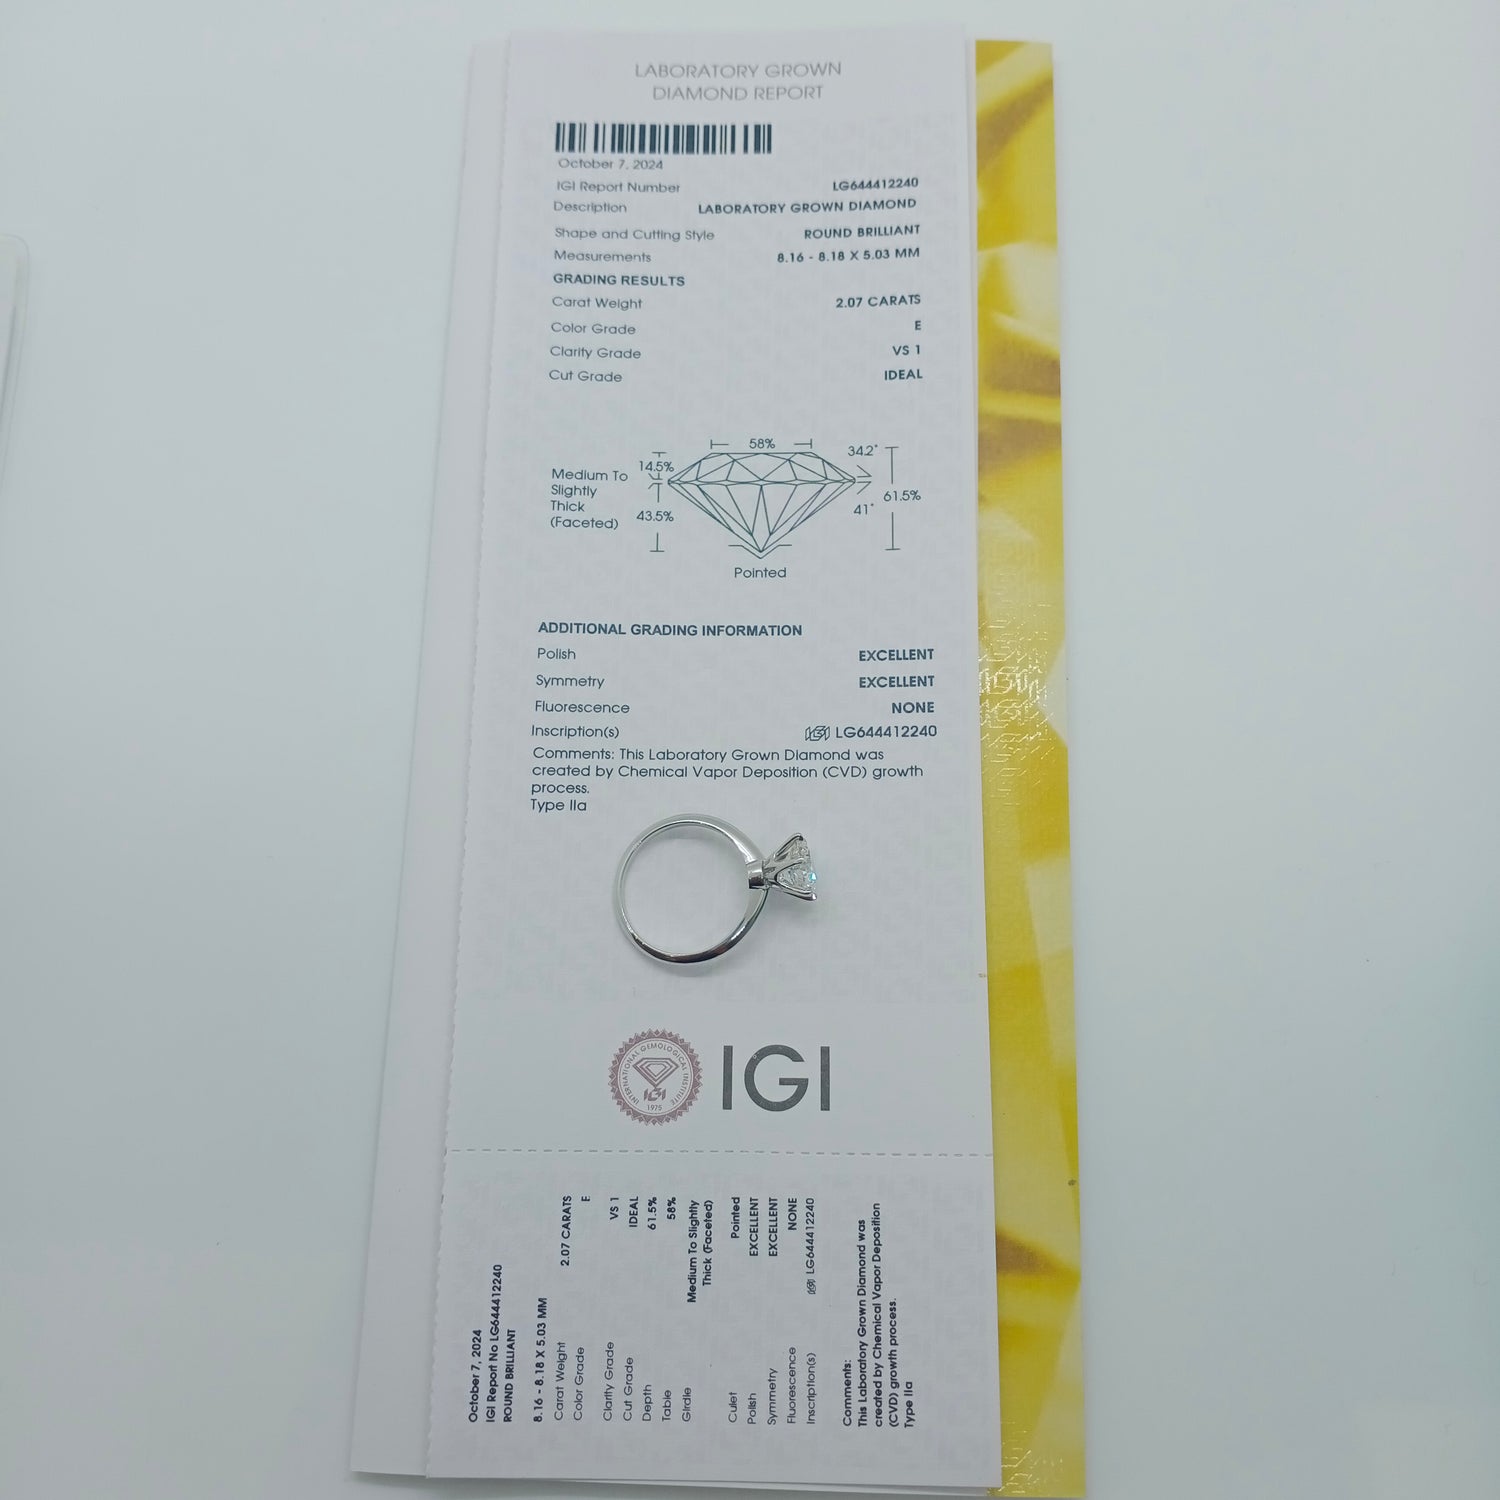 LABORATORY GROWN
DIAMOND REPORT
October 7, 2024
IGI Report Number LG644412240
Description LABORATORY GROWN DIAMOND
Shape and Cutting Style ROUND BRILLIANT
Measurements 8.16 - 8.18 X 5.03 MM
GRADING RESULTS
Carat Weight 2.07 CARATS
Color Grade E
Clarity Grade VS 1
Cut Grade IDEAL
58%
34.2°
14.5%
Medium To
Slightly
Thick
(Faceted)
43.5%
61.5%
41°
Pointed
ADDITIONAL GRADING INFORMATION
Polish EXCELLENT
Symmetry EXCELLENT
Fluorescence NONE
Inscription(s) IGI LG644412240
Comments: This Laboratory Grown Diamond was
created by Chemical Vapor Deposition (CVD) growth
process.
Type IIa
INTERNATIONAL GEMOLOGICAL INSTITUTE
IGI
1975
IGI
October 7, 2024
IGI Report No LG644412240
ROUND BRILLIANT
8.16 - 8.18 X 5.03 MM
Carat Weight 2.07 CARATS
Color Grade E
Clarity Grade VS 1
Cut Grade IDEAL
Depth 61.5%
Table 58%
Girdle Medium To Slightly
Thick (Faceted)
Culet Pointed
Polish EXCELLENT
Symmetry EXCELLENT
Fluorescence NONE
Inscription(s) IGI LG644412240
Comments:
This Laboratory Grown Diamond was
created by Chemical Vapor Deposition
(CVD) growth process.
Type IIa